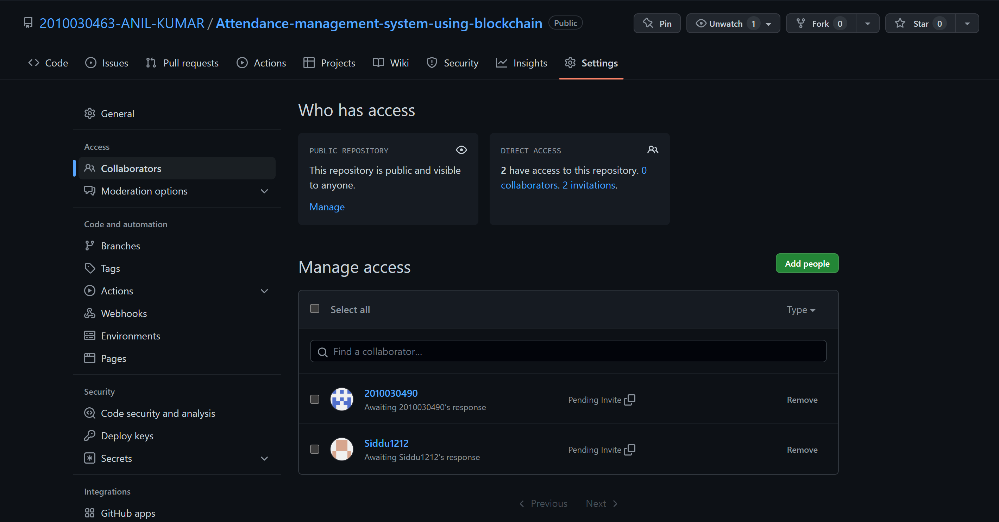 2010030463-ANIL-KUMAR / Attendance-management-system-using-blockchain Public
Pin
Unwatch 1
Fork 0
Star 0
Code
Issues
Pull requests
Actions
Projects
Wiki
Security
Insights
Settings
General
Access
Collaborators
Moderation options
Code and automation
Branches
Tags
Actions
Webhooks
Environments
Pages
Security
Code security and analysis
Deploy keys
Secrets
Integrations
GitHub apps
Who has access
PUBLIC REPOSITORY
This repository is public and visible
to anyone.
Manage
DIRECT ACCESS
2 have access to this repository. 0
collaborators. 2 invitations.
Manage access
Add people
Select all
Type
Find a collaborator...
2010030490
Awaiting 2010030490's response
Pending Invite
Remove
Siddu1212
Awaiting Siddu1212's response
Pending Invite
Remove
Previous
Next